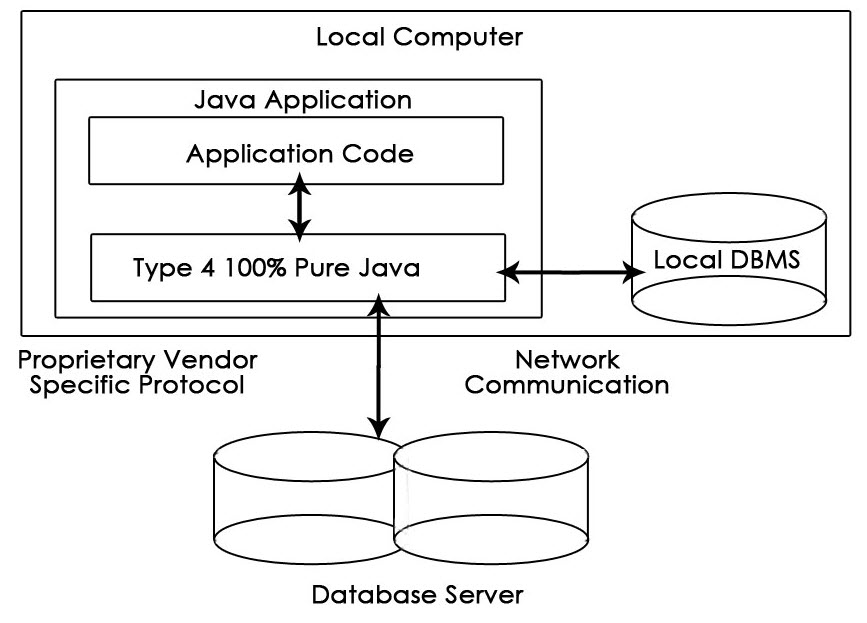 Local Computer
Java Application
Application Code
Type 4 100% Pure Java
Local DBMS
Proprietary Vendor
Specific Protocol
Network
Communication
Database Server